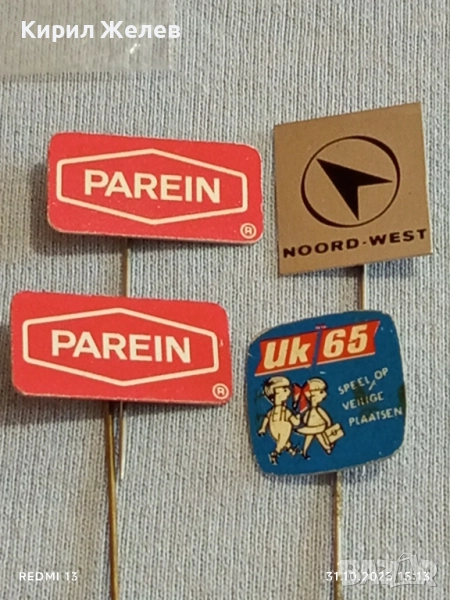 Кирил Желев
PAREIN
®
NOORD-WEST
PAREIN
®
Uk 65
SPEEL OP
VEILIGE
PLAATSEN
REDMI 13